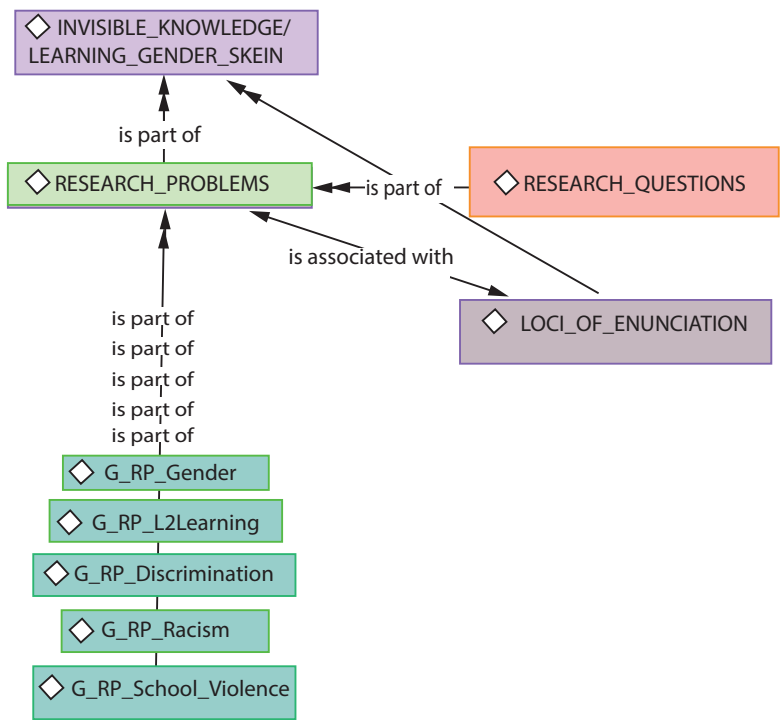 INVISIBLE_KNOWLEDGE/
LEARNING_GENDER_SKEIN
is part of
RESEARCH_PROBLEMS
is part of
RESEARCH_QUESTIONS
is associated with
LOCI_OF_ENUNCIATION
is part of
is part of
is part of
is part of
is part of
G_RP_Gender
G_RP_L2Learning
G_RP_Discrimination
G_RP_Racism
G_RP_School_Violence